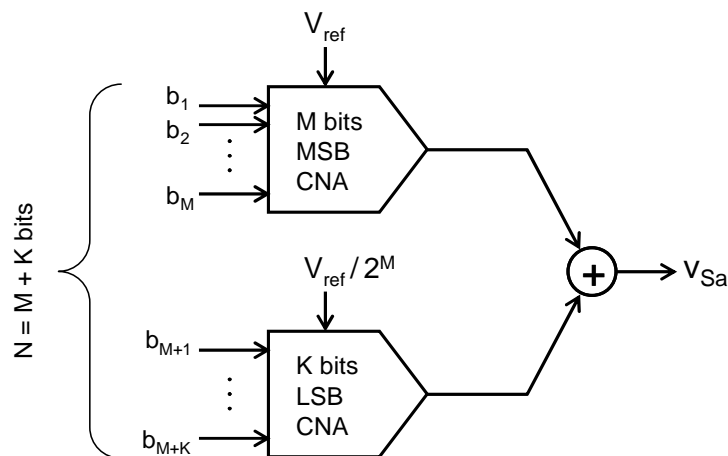 V_ref
b_1
b_2
⋮
b_M
M bits
MSB
CNA
N = M + K bits
V_ref / 2^M
b_M+1
⋮
b_M+K
K bits
LSB
CNA
+
v_Sa